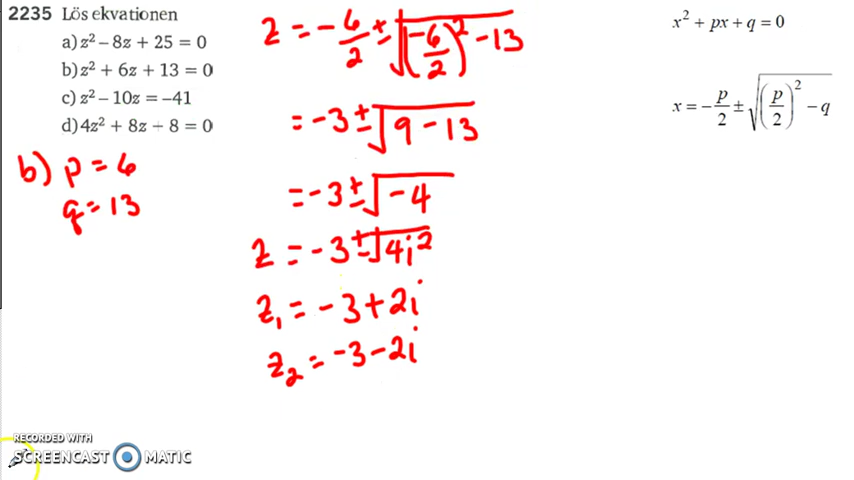 2235 Lös ekvationen
a) z² – 8z + 25 = 0
b) z² + 6z + 13 = 0
c) z² – 10z = –41
d) 4z² + 8z + 8 = 0
b) p = 6
q = 13
z = -6/2 ± √((-6/2)² - 13)
= -3 ± √(9 - 13)
= -3 ± √(-4)
z = -3 ± √(4i²)
z₁ = -3 + 2i
z₂ = -3 - 2i
x² + px + q = 0
x = -p/2 ± √((p/2)² - q)
RECORDED WITH
SCREENCAST MATIC